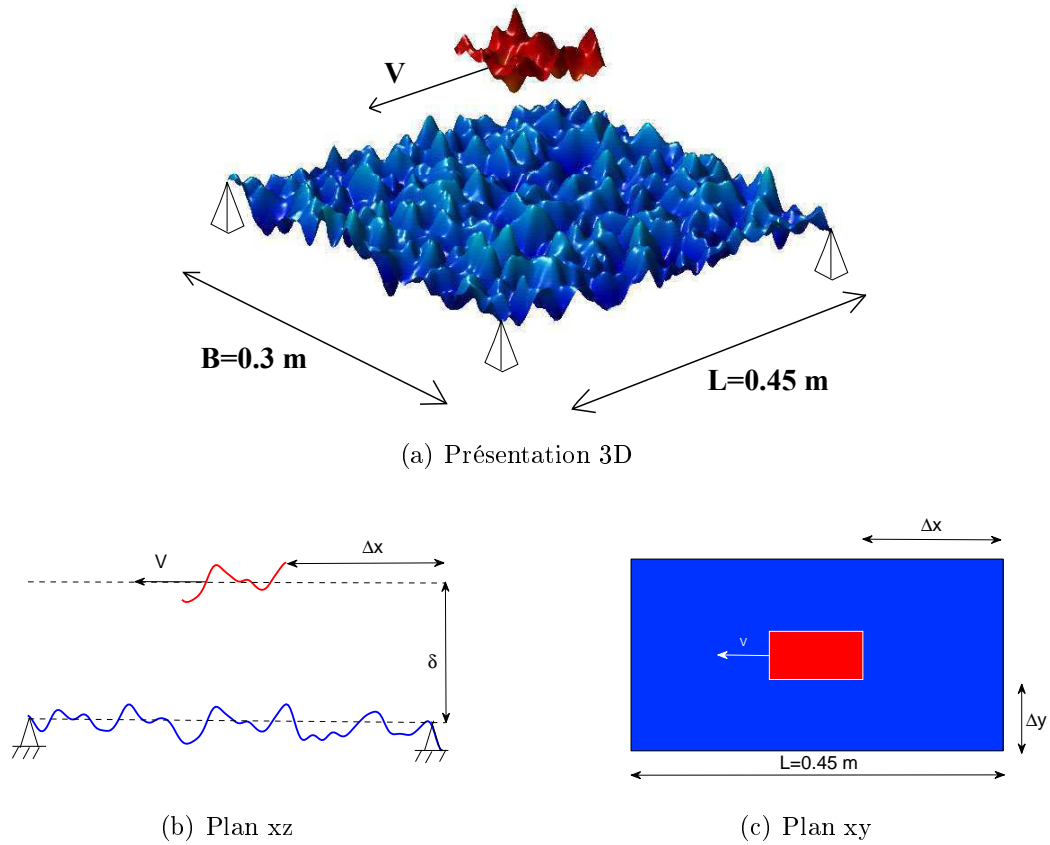 V
B=0.3 m
L=0.45 m
(a) Présentation 3D
V
Δx
δ
(b) Plan xz
Δx
V
Δy
L=0.45 m
(c) Plan xy